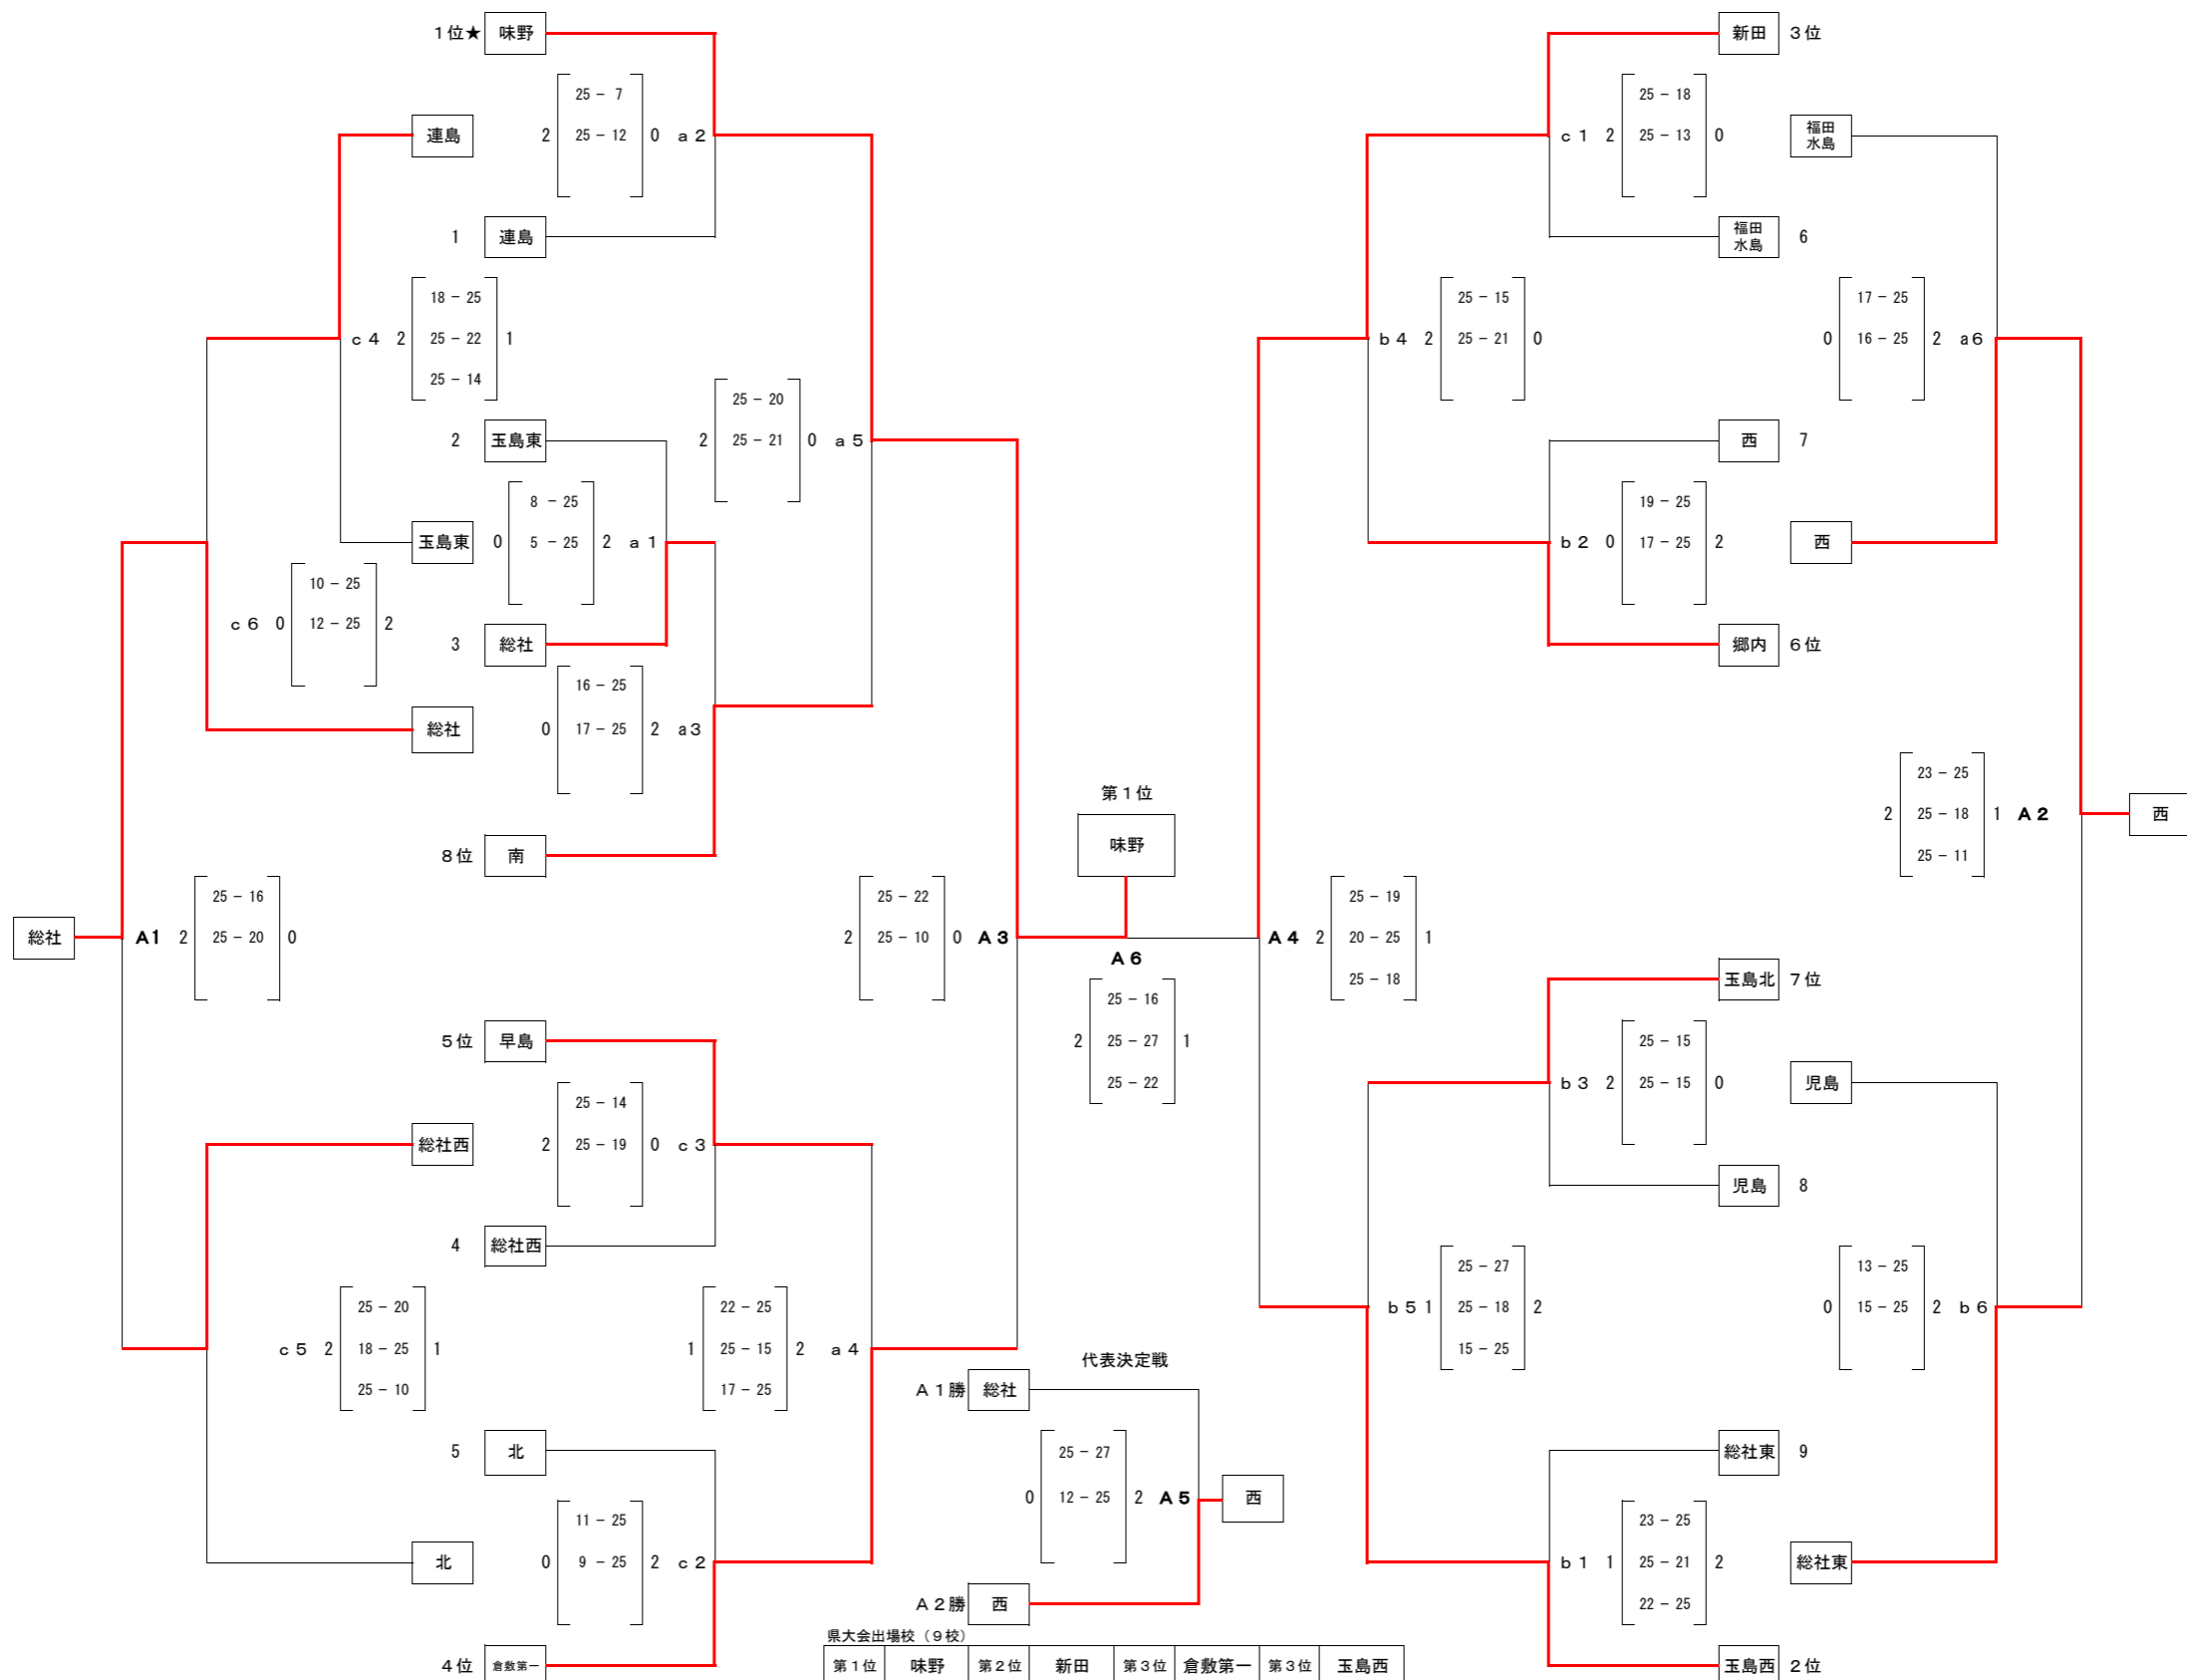 1位★ 味野
新田 3位
25 － 7
2 25 － 12 0 a2
連島
25 － 18
c1 2 25 － 13 0
福田
水島
1 連島
福田
水島 6
18 － 25
c4 2 25 － 22 1
25 － 14
25 － 15
b4 2 25 － 21 0
17 － 25
0 16 － 25 2 a6
25 － 20
2 25 － 21 0 a5
2 玉島東
西 7
8 － 25
玉島東 0 5 － 25 2 a1
19 － 25
b2 0 17 － 25 2
西
10 － 25
c6 0 12 － 25 2
3 総社
郷内 6位
16 － 25
総社 0 17 － 25 2 a3
23 － 25
2 25 － 18 1 A2
25 － 11
西
第1位
味野
8位 南
25 － 16
総社 A1 2 25 － 20 0
25 － 22
2 25 － 10 0 A3
A6
25 － 19
A4 2 20 － 25 1
25 － 18
玉島北 7位
25 － 16
2 25 － 27 1
25 － 22
5位 早島
25 － 15
b3 2 25 － 15 0
児島
25 － 14
総社西 2 25 － 19 0 c3
児島 8
4 総社西
25 － 20
c5 2 18 － 25 1
25 － 10
22 － 25
1 25 － 15 2 a4
17 － 25
25 － 27
b5 1 25 － 18 2
15 － 25
13 － 25
0 15 － 25 2 b6
代表決定戦
A1勝 総社
5 北
総社東 9
25 － 27
0 12 － 25 2 A5 西
11 － 25
北 0 9 － 25 2 c2
23 － 25
b1 1 25 － 21 2
22 － 25
総社東
A2勝 西
県大会出場校（9校）
4位 倉敷第一
第1位 味野 第2位 新田 第3位 倉敷第一 第3位 玉島西
玉島西 2位